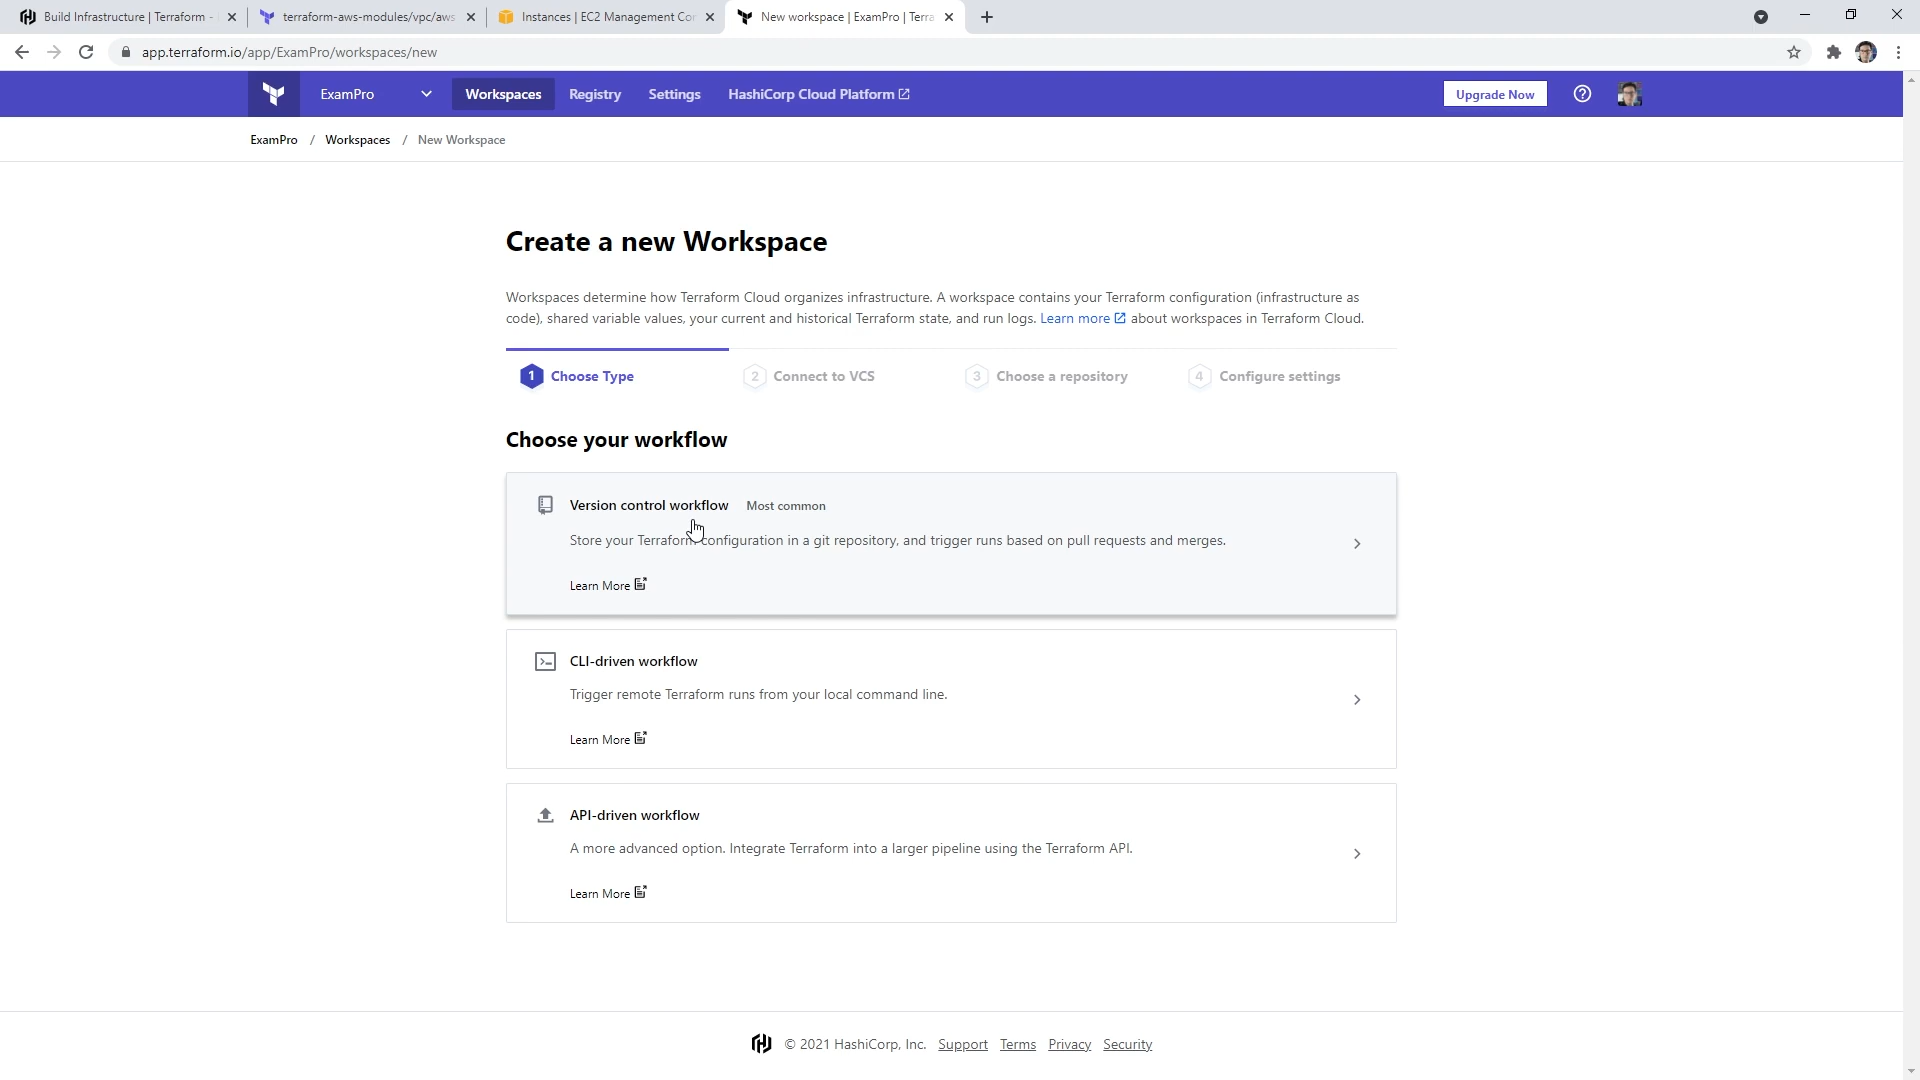 Build Infrastructure | Terraform -
terraform-aws-modules/vpc/aws
Instances | EC2 Management Con
New workspace | ExamPro | Terra
app.terraform.io/app/ExamPro/workspaces/new
ExamPro
Workspaces
Registry
Settings
HashiCorp Cloud Platform
Upgrade Now
ExamPro / Workspaces / New Workspace
Create a new Workspace
Workspaces determine how Terraform Cloud organizes infrastructure. A workspace contains your Terraform configuration (infrastructure as
code), shared variable values, your current and historical Terraform state, and run logs. Learn more about workspaces in Terraform Cloud.
1 Choose Type
2 Connect to VCS
3 Choose a repository
4 Configure settings
Choose your workflow
Version control workflow Most common
Store your Terraform configuration in a git repository, and trigger runs based on pull requests and merges.
Learn More
CLI-driven workflow
Trigger remote Terraform runs from your local command line.
Learn More
API-driven workflow
A more advanced option. Integrate Terraform into a larger pipeline using the Terraform API.
Learn More
© 2021 HashiCorp, Inc. Support Terms Privacy Security